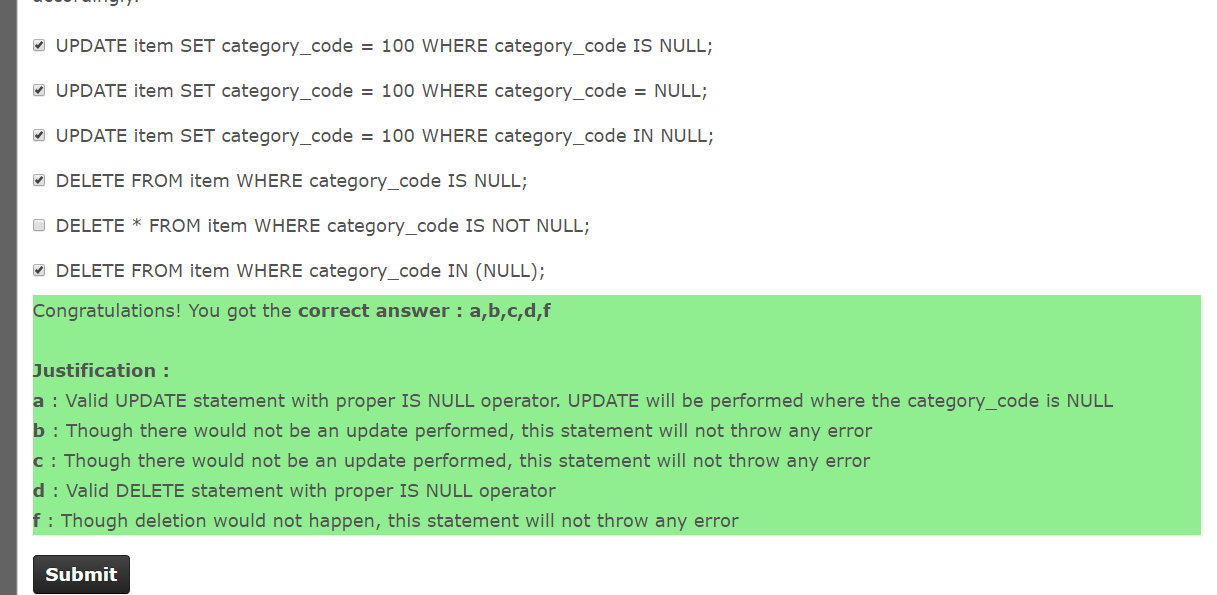 accordingly.
UPDATE item SET category_code = 100 WHERE category_code IS NULL;
UPDATE item SET category_code = 100 WHERE category_code = NULL;
UPDATE item SET category_code = 100 WHERE category_code IN NULL;
DELETE FROM item WHERE category_code IS NULL;
DELETE * FROM item WHERE category_code IS NOT NULL;
DELETE FROM item WHERE category_code IN (NULL);
Congratulations! You got the correct answer : a,b,c,d,f
Justification :
a : Valid UPDATE statement with proper IS NULL operator. UPDATE will be performed where the category_code is NULL
b : Though there would not be an update performed, this statement will not throw any error
c : Though there would not be an update performed, this statement will not throw any error
d : Valid DELETE statement with proper IS NULL operator
f : Though deletion would not happen, this statement will not throw any error
Submit